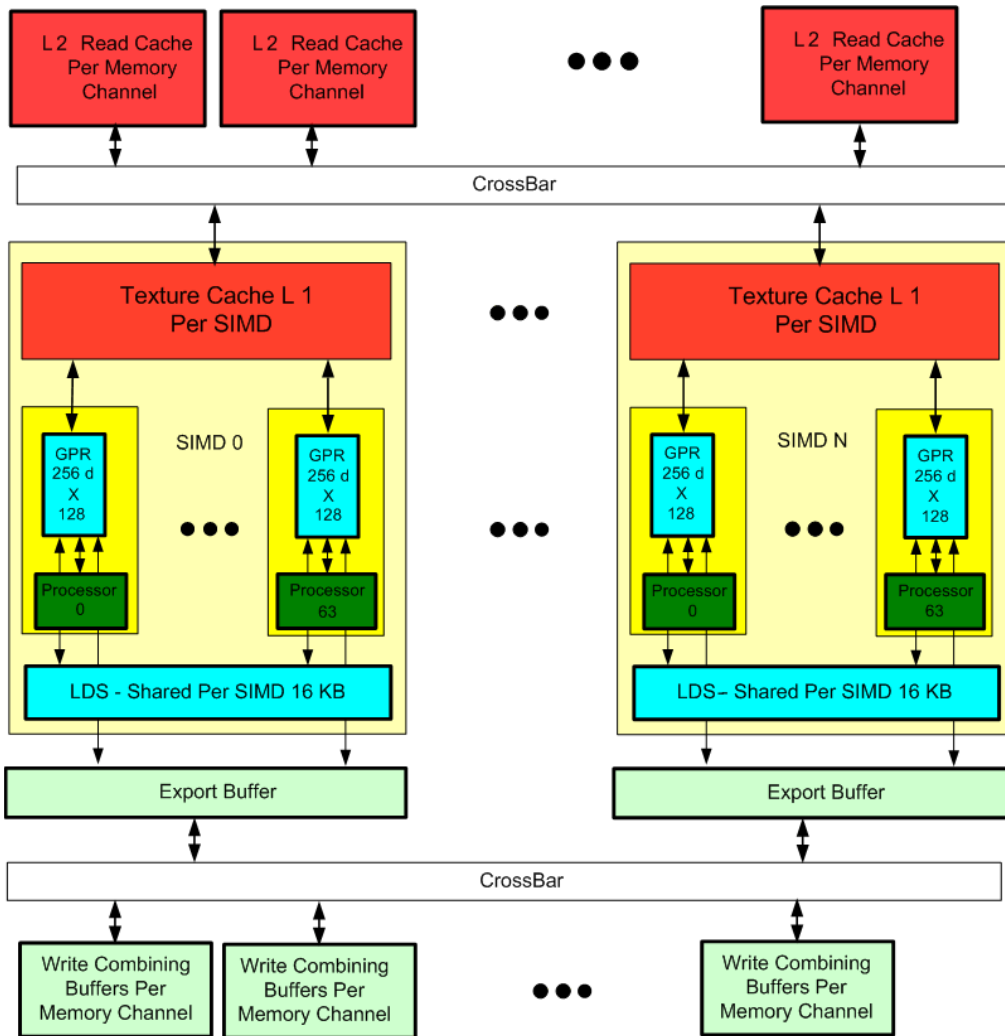 L 2 Read Cache
Per Memory
Channel
L 2 Read Cache
Per Memory
Channel
L 2 Read Cache
Per Memory
Channel
CrossBar
Texture Cache L 1
Per SIMD
Texture Cache L 1
Per SIMD
GPR
256 d
X
128
SIMD 0
GPR
256 d
X
128
GPR
256 d
X
128
SIMD N
GPR
256 d
X
128
Processor
0
Processor
63
Processor
0
Processor
63
LDS - Shared Per SIMD 16 KB
LDS - Shared Per SIMD 16 KB
Export Buffer
Export Buffer
CrossBar
Write Combining
Buffers Per
Memory Channel
Write Combining
Buffers Per
Memory Channel
Write Combining
Buffers Per
Memory Channel